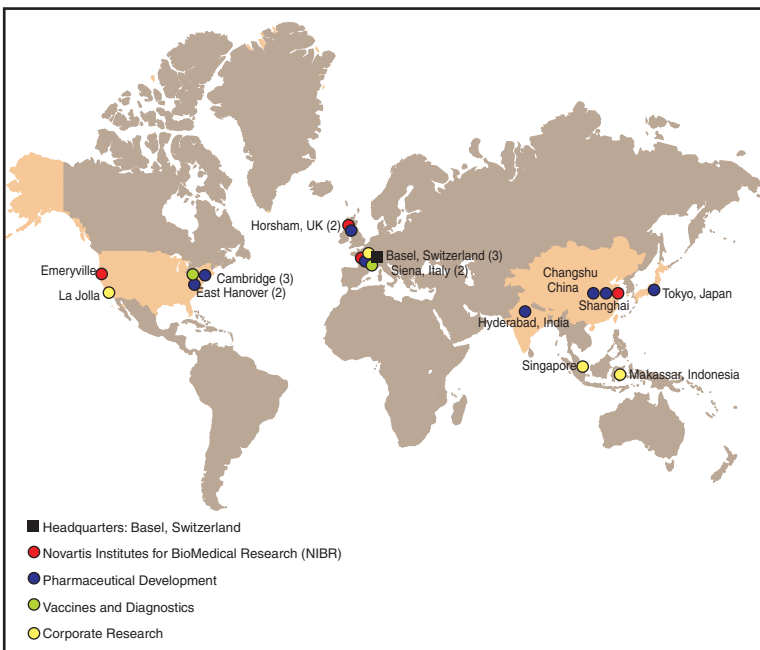 Horsham, UK (2)
Basel, Switzerland (3)
Siena, Italy (2)
Emeryville
Cambridge (3)
East Hanover (2)
La Jolla
Changshu
China
Shanghai
Tokyo, Japan
Hyderabad, India
Singapore
Makassar, Indonesia
Headquarters: Basel, Switzerland
Novartis Institutes for BioMedical Research (NIBR)
Pharmaceutical Development
Vaccines and Diagnostics
Corporate Research